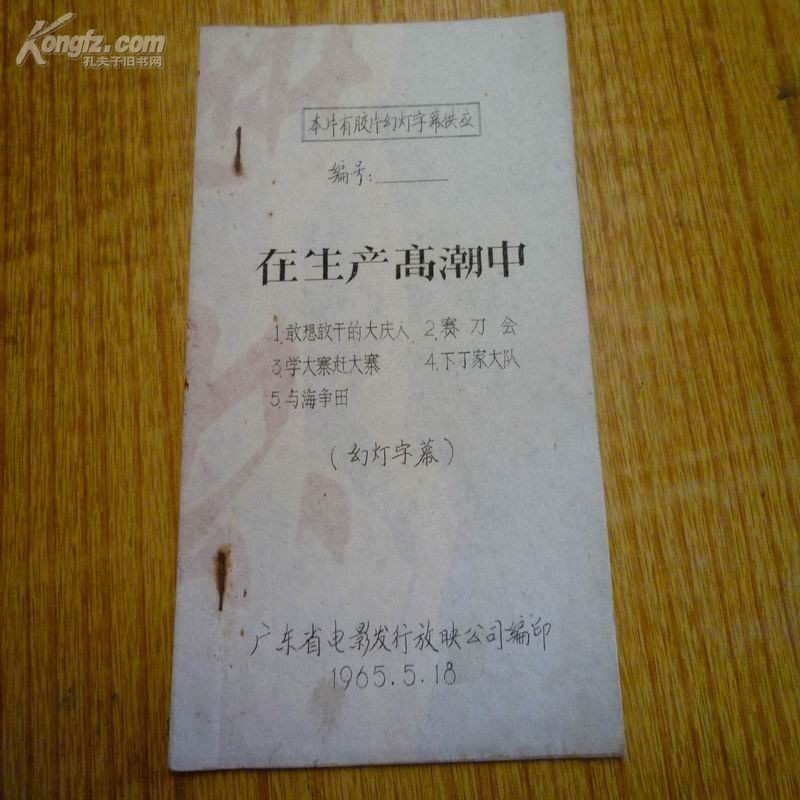 Kongfz.com
孔夫子旧书网
本片有胶片幻灯字幕供应
编号：
在生产高潮中
1.敢想敢干的大庆人 2.赛刀会
3.学大寨赶大寨 4.下丁家大队
5.与海争田
（幻灯字幕）
广东省电影发行放映公司编印
1965.5.18